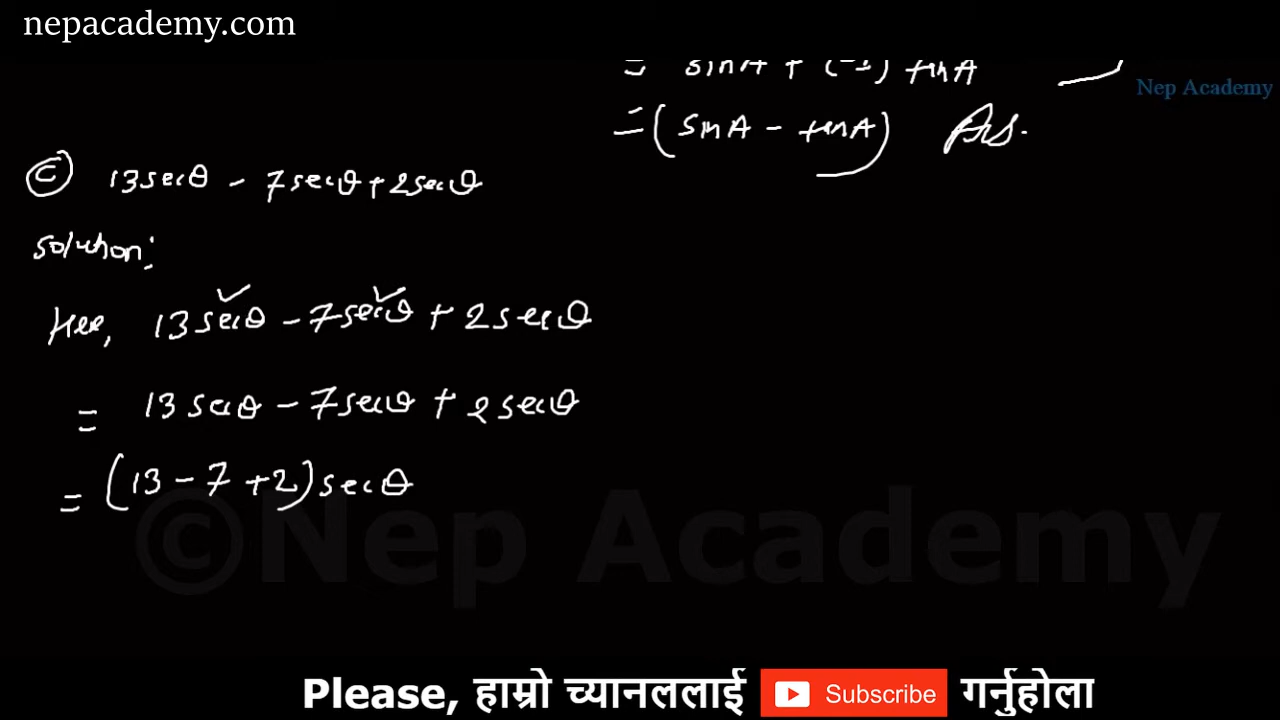 nepacademy.com
= sinA + (-1) tanA
Nep Academy
= (sinA - tanA) Ans.
(c) 13secθ - 7secθ + 2secθ
Solution:
Here, 13secθ - 7secθ + 2secθ
= 13secθ - 7secθ + 2secθ
= (13 - 7 + 2) secθ
©Nep Academy
Please, हाम्रो च्यानललाई Subscribe गर्नुहोला